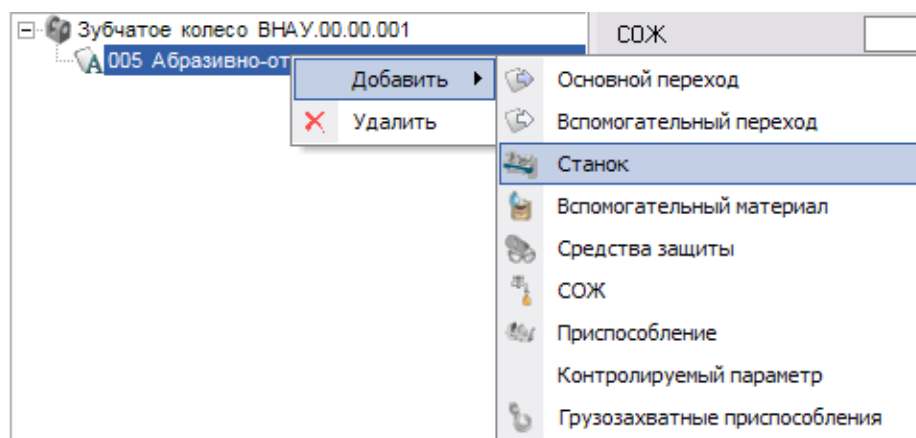 Зубчатое колесо ВНАУ.00.00.001
СОЖ
005 Абразивно-от
Добавить
Удалить
Основной переход
Вспомогательный переход
Станок
Вспомогательный материал
Средства защиты
СОЖ
Приспособление
Контролируемый параметр
Грузозахватные приспособления